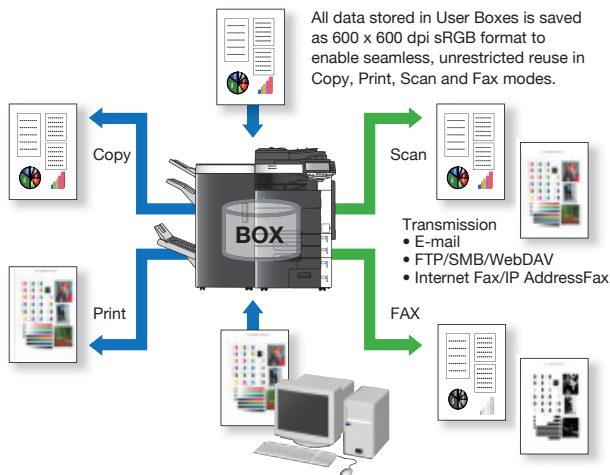 All data stored in User Boxes is saved
as 600 x 600 dpi sRGB format to
enable seamless, unrestricted reuse in
Copy, Print, Scan and Fax modes.
Copy
Scan
BOX
Transmission
• E-mail
• FTP/SMB/WebDAV
• Internet Fax/IP AddressFax
Print
FAX